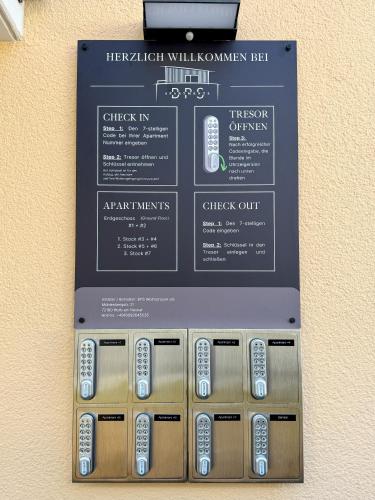 HERZLICH WILLKOMMEN BEI
BPS
CHECK IN
Step 1: Den 7-stelligen
Code bei Ihrer Apartment
Nummer eingeben
Step 2: Tresor öffnen und
Schlüssel entnehmen
TRESOR
ÖFFNEN
Step 3:
Nach erfolgreicher
Codeeingabe, die
Blende im
Uhrzeigersinn
nach unten
drehen
APARTMENTS
Erdgeschoss (Ground Floor)
#1 + #2
1. Stock #3 + #4
2. Stock #5 + #6
3. Stock #7
CHECK OUT
Step 1: Den 7-stelligen
Code eingeben
Step 2: Schlüssel in den
Tresor einlegen und
schließen